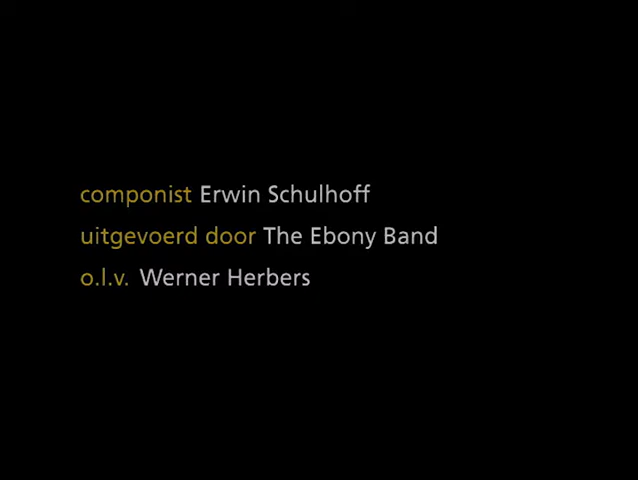 componist Erwin Schulhoff
uitgevoerd door The Ebony Band
o.l.v. Werner Herbers